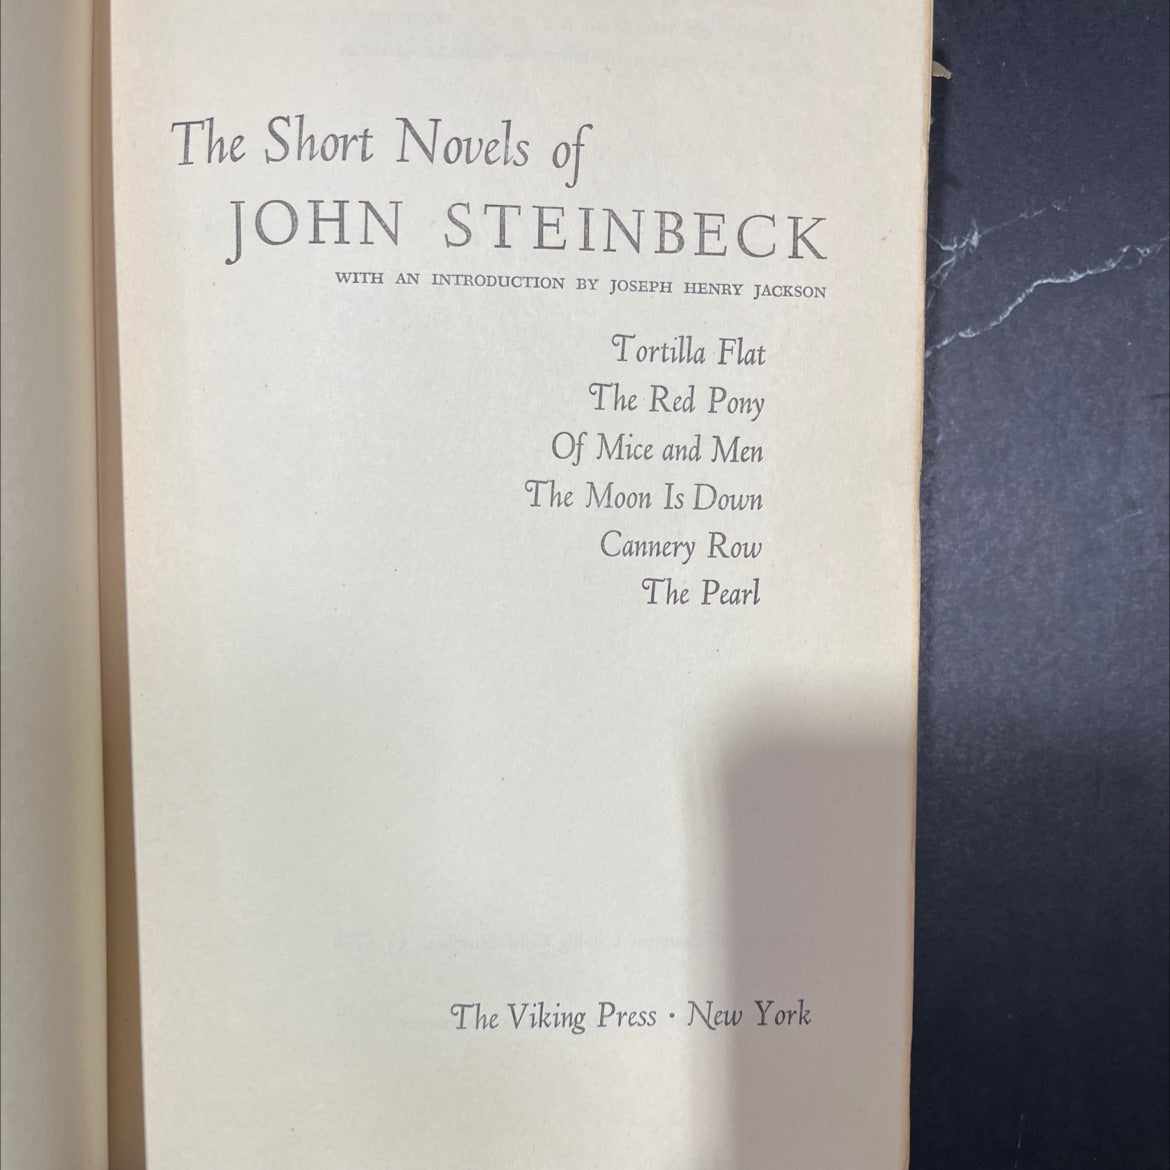 The Short Novels of
JOHN STEINBECK
WITH AN INTRODUCTION BY JOSEPH HENRY JACKSON
Tortilla Flat
The Red Pony
Of Mice and Men
The Moon Is Down
Cannery Row
The Pearl
The Viking Press · New York